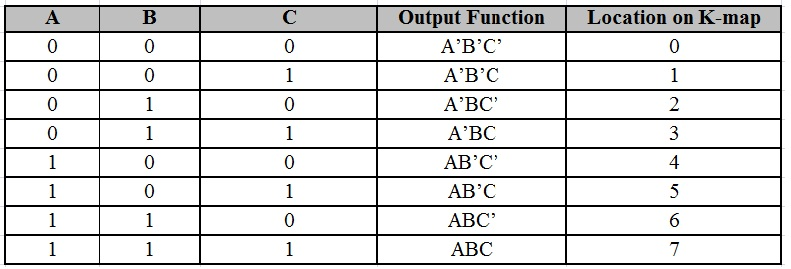 A B C Output Function Location on K-map
0 0 0 A’B’C’ 0
0 0 1 A’B’C 1
0 1 0 A’BC’ 2
0 1 1 A’BC 3
1 0 0 AB’C’ 4
1 0 1 AB’C 5
1 1 0 ABC’ 6
1 1 1 ABC 7